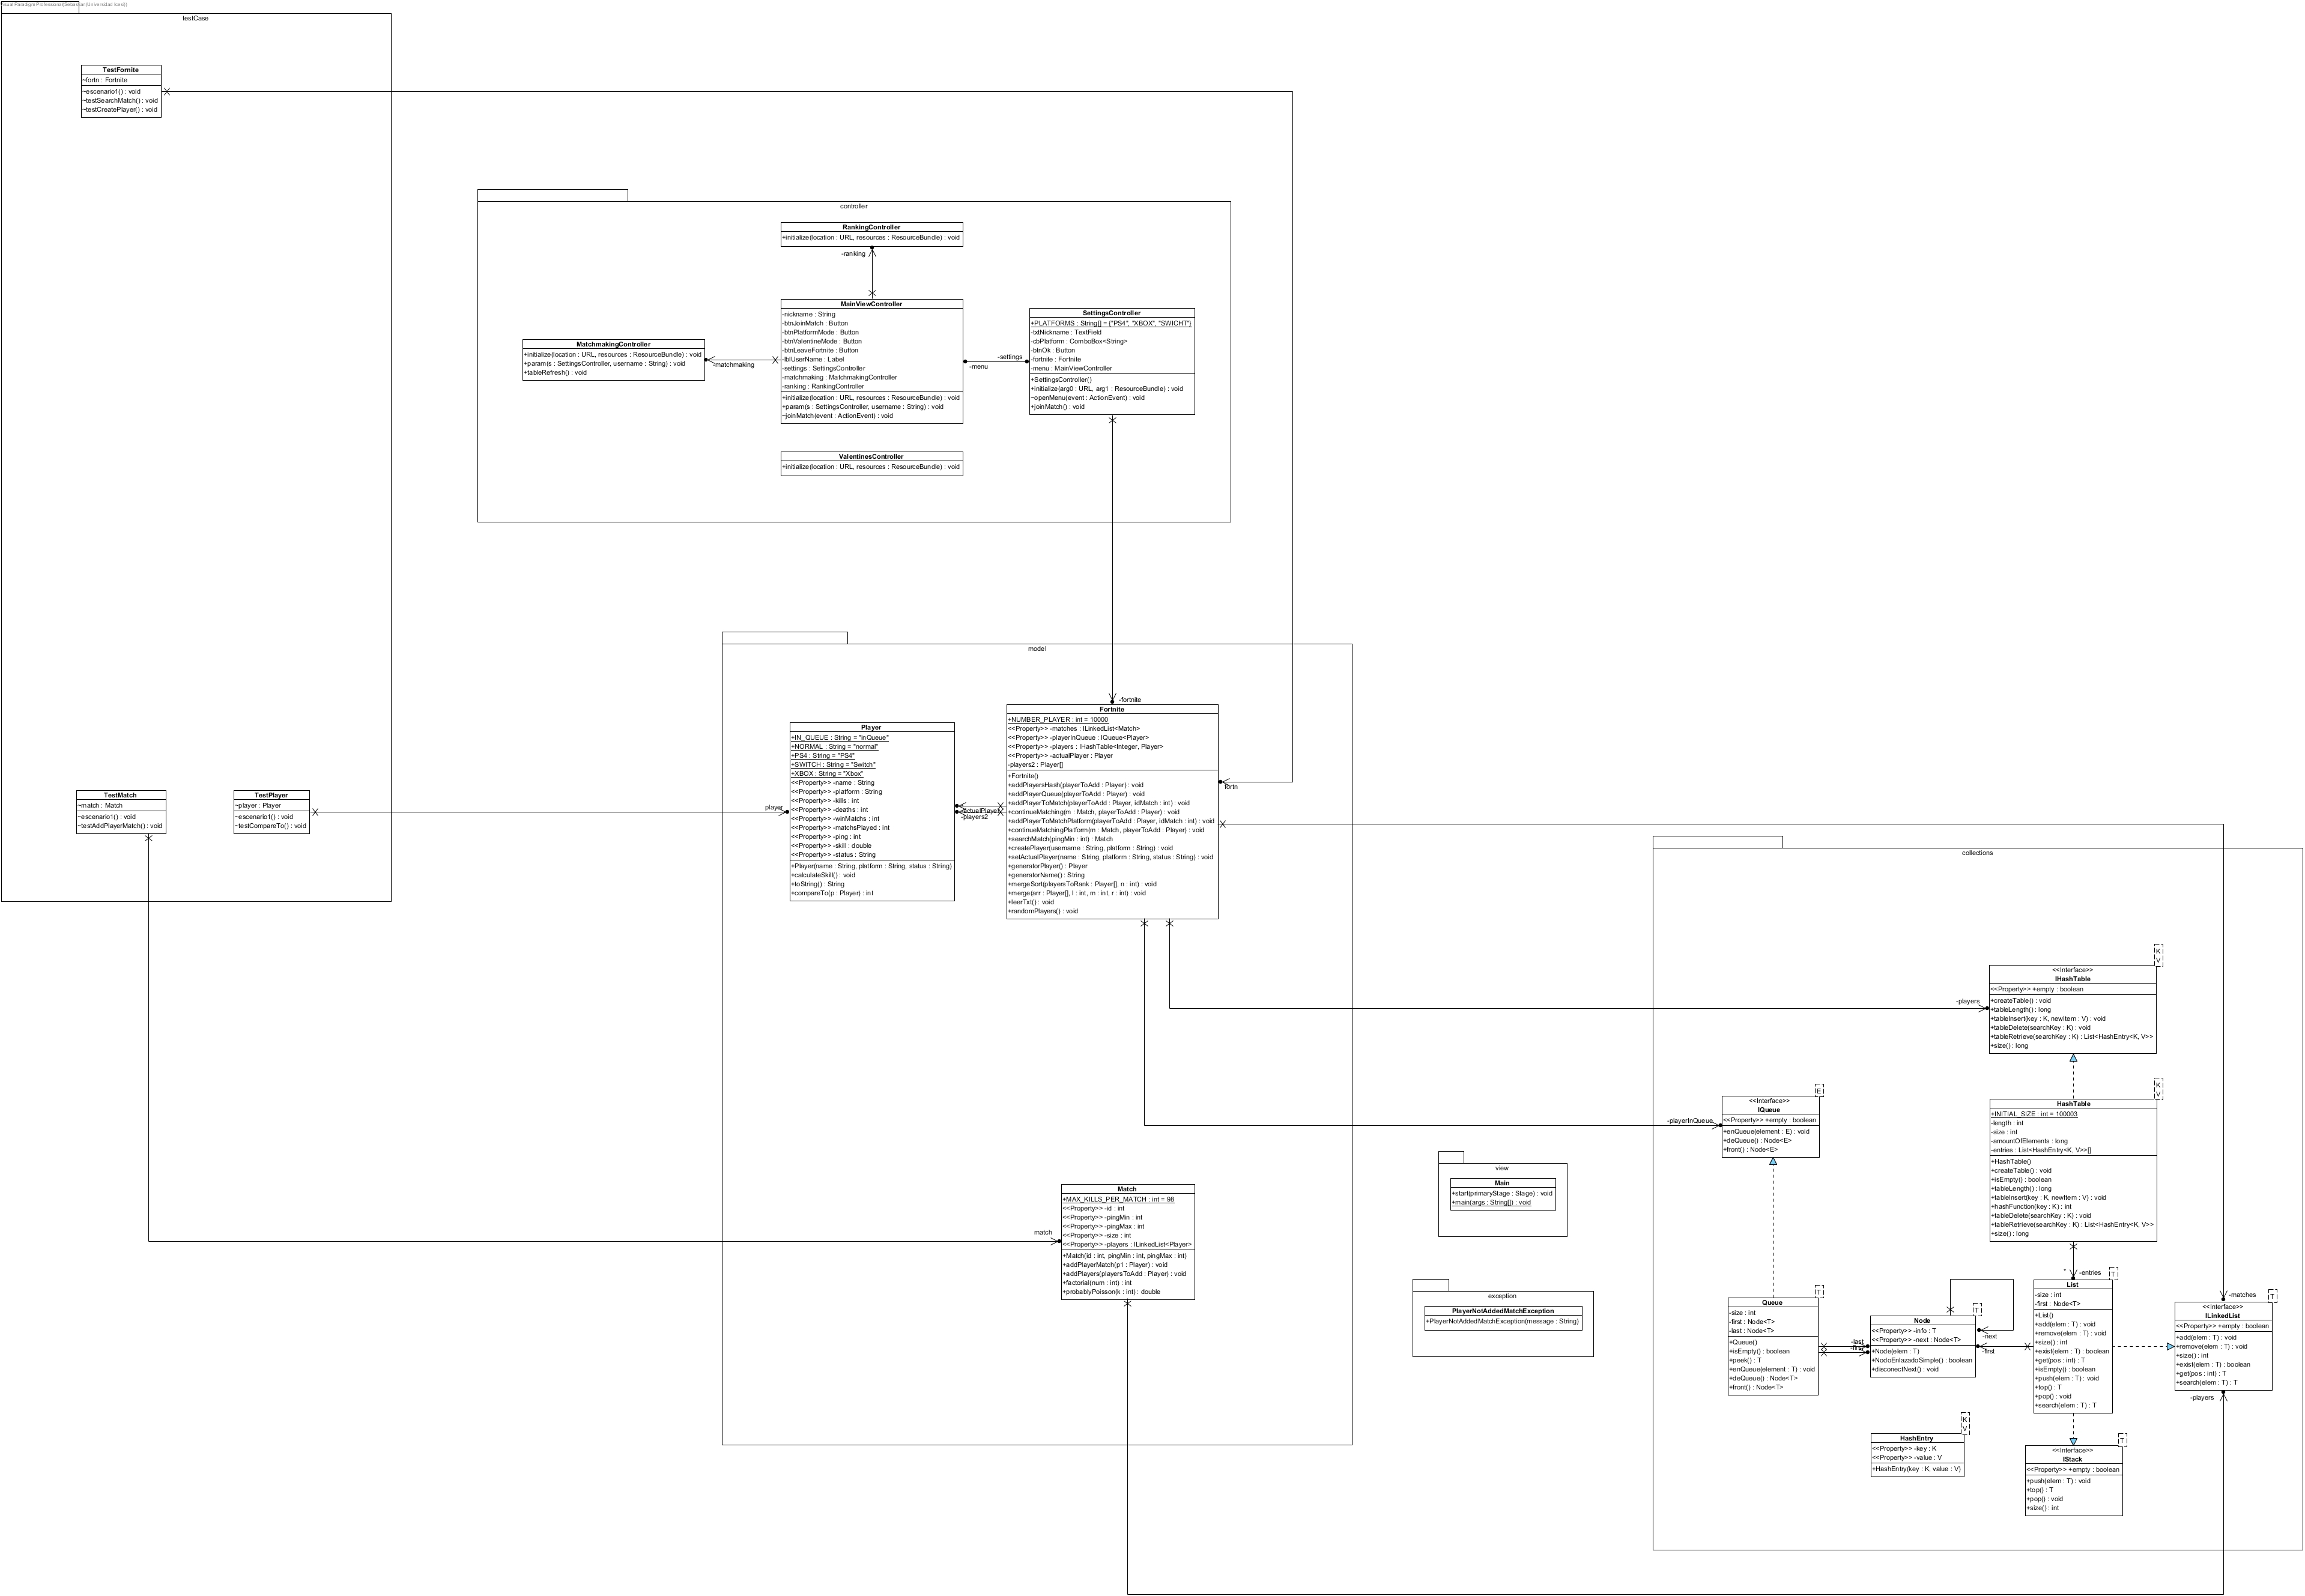 Visual Paradigm Professional(Sebastian(Universidad Icesi))
testCase
TestFornite
~fortn : Fortnite
~escenario1() : void
~testSearchMatch() : void
~testCreatePlayer() : void
controller
RankingController
+initialize(location : URL, resources : ResourceBundle) : void
-ranking
MainViewController
-nickname : String
-btnJoinMatch : Button
-btnPlatformMode : Button
-btnValentineMode : Button
-btnLeaveFortnite : Button
-lblUserName : Label
-settings : SettingsController
-matchmaking : MatchmakingController
-ranking : RankingController
+initialize(location : URL, resources : ResourceBundle) : void
+param(s : SettingsController, username : String) : void
~joinMatch(event : ActionEvent) : void
SettingsController
+PLATFORMS : String[] = {"PS4", "XBOX", "SWICHT"}
-txtNickname : TextField
-cbPlatform : ComboBox<String>
-btnOk : Button
-fortnite : Fortnite
-menu : MainViewController
+SettingsController()
+initialize(arg0 : URL, arg1 : ResourceBundle) : void
~openMenu(event : ActionEvent) : void
+joinMatch() : void
MatchmakingController
+initialize(location : URL, resources : ResourceBundle) : void
+param(s : SettingsController, username : String) : void
+tableRefresh() : void
-matchmaking
-settings
-menu
ValentinesController
+initialize(location : URL, resources : ResourceBundle) : void
model
-fortnite
Fortnite
+NUMBER_PLAYER : int = 10000
<<Property>> -matches : ILinkedList<Match>
<<Property>> -playerInQueue : IQueue<Player>
<<Property>> -players : IHashTable<Integer, Player>
<<Property>> -actualPlayer : Player
-players2 : Player[]
+Fortnite()
+addPlayersHash(playerToAdd : Player) : void
+addPlayerQueue(playerToAdd : Player) : void
+addPlayerToMatch(playerToAdd : Player, idMatch : int) : void
+continueMatching(m : Match, playerToAdd : Player) : void
+addPlayerToMatchPlatform(playerToAdd : Player, idMatch : int) : void
+continueMatchingPlatform(m : Match, playerToAdd : Player) : void
+searchMatch(pingMin : int) : Match
+createPlayer(username : String, platform : String) : void
+setActualPlayer(name : String, platform : String, status : String) : void
+generatorPlayer() : Player
+generatorName() : String
+mergeSort(playersToRank : Player[], n : int) : void
+merge(arr : Player[], l : int, m : int, r : int) : void
+leerTxt() : void
+randomPlayers() : void
Player
+IN_QUEUE : String = "inQueue"
+NORMAL : String = "normal"
+PS4 : String = "PS4"
+SWITCH : String = "Switch"
+XBOX : String = "Xbox"
<<Property>> -name : String
<<Property>> -platform : String
<<Property>> -kills : int
<<Property>> -deaths : int
<<Property>> -winMatchs : int
<<Property>> -matchsPlayed : int
<<Property>> -ping : int
<<Property>> -skill : double
<<Property>> -status : String
+Player(name : String, platform : String, status : String)
+calculateSkill() : void
+toString() : String
+compareTo(p : Player) : int
-actualPlayer
-players2
fortn
TestMatch
~match : Match
~escenario1() : void
~testAddPlayerMatch() : void
TestPlayer
~player : Player
~escenario1() : void
~testCompareTo() : void
player
collections
K
V
<<Interface>>
IHashTable
<<Property>> +empty : boolean
+createTable() : void
+tableLength() : long
+tableInsert(key : K, newItem : V) : void
+tableDelete(searchKey : K) : void
+tableRetrieve(searchKey : K) : List<HashEntry<K, V>>
+size() : long
-players
K
V
HashTable
+INITIAL_SIZE : int = 100003
-length : int
-size : int
-amountOfElements : long
-entries : List<HashEntry<K, V>>[]
+HashTable()
+createTable() : void
+isEmpty() : boolean
+tableLength() : long
+tableInsert(key : K, newItem : V) : void
+hashFunction(key : K) : int
+tableDelete(searchKey : K) : void
+tableRetrieve(searchKey : K) : List<HashEntry<K, V>>
+size() : long
E
<<Interface>>
IQueue
<<Property>> +empty : boolean
+enQueue(element : E) : void
+deQueue() : Node<E>
+front() : Node<E>
-playerInQueue
view
Main
+start(primaryStage : Stage) : void
+main(args : String[]) : void
Match
+MAX_KILLS_PER_MATCH : int = 98
<<Property>> -id : int
<<Property>> -pingMin : int
<<Property>> -pingMax : int
<<Property>> -size : int
<<Property>> -players : ILinkedList<Player>
+Match(id : int, pingMin : int, pingMax : int)
+addPlayerMatch(p1 : Player) : void
+addPlayers(playersToAdd : Player) : void
+factorial(num : int) : int
+probablyPoisson(k : int) : double
match
exception
PlayerNotAddedMatchException
+PlayerNotAddedMatchException(message : String)
T
Queue
-size : int
-first : Node<T>
-last : Node<T>
+Queue()
+isEmpty() : boolean
+peek() : T
+enQueue(element : T) : void
+deQueue() : Node<T>
+front() : Node<T>
-last
-first
T
Node
<<Property>> -info : T
<<Property>> -next : Node<T>
+Node(elem : T)
+NodoEnlazadoSimple() : boolean
+disconectNext() : void
-next
-first
*
-entries
T
List
-size : int
-first : Node<T>
+List()
+add(elem : T) : void
+remove(elem : T) : void
+size() : int
+exist(elem : T) : boolean
+get(pos : int) : T
+isEmpty() : boolean
+push(elem : T) : void
+top() : T
+pop() : void
+search(elem : T) : T
-matches
T
<<Interface>>
ILinkedList
<<Property>> +empty : boolean
+add(elem : T) : void
+remove(elem : T) : void
+size() : int
+exist(elem : T) : boolean
+get(pos : int) : T
+search(elem : T) : T
-players
K
V
HashEntry
<<Property>> -key : K
<<Property>> -value : V
+HashEntry(key : K, value : V)
T
<<Interface>>
IStack
<<Property>> +empty : boolean
+push(elem : T) : void
+top() : T
+pop() : void
+size() : int